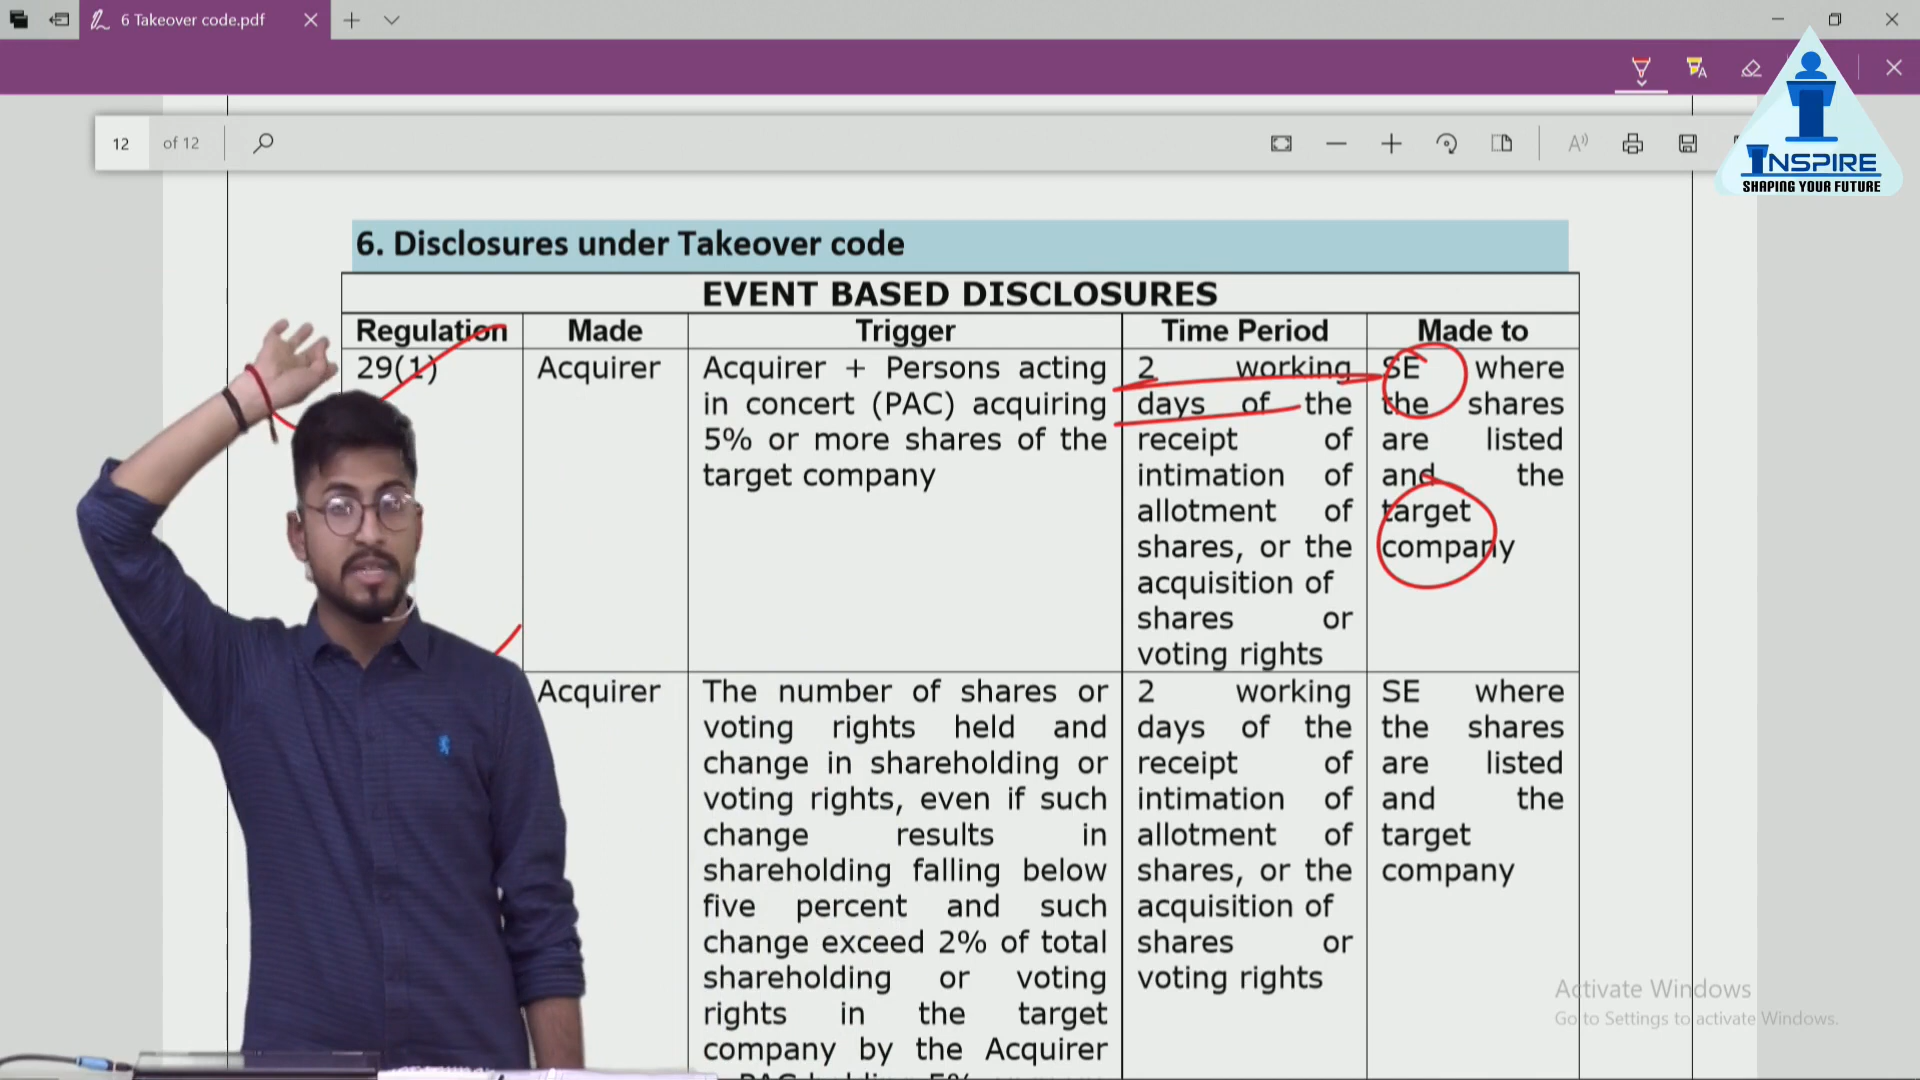 6 Takeover code.pdf
12 of 12
INSPIRE
SHAPING YOUR FUTURE
6. Disclosures under Takeover code
EVENT BASED DISCLOSURES
Regulation Made Trigger Time Period Made to
29(1)
Acquirer
Acquirer + Persons acting
in concert (PAC) acquiring
5% or more shares of the
target company
2 working
days of the
receipt of
intimation of
allotment of
shares, or the
acquisition of
shares or
voting rights
SE where
the shares
are listed
and the
target
company
Acquirer
The number of shares or
voting rights held and
change in shareholding or
voting rights, even if such
change results in
shareholding falling below
five percent and such
change exceed 2% of total
shareholding or voting
rights in the target
company by the Acquirer
2 working
days of the
receipt of
intimation of
allotment of
shares, or the
acquisition of
shares or
voting rights
SE where
the shares
are listed
and the
target
company
Activate Windows
Go to Settings to activate Windows.